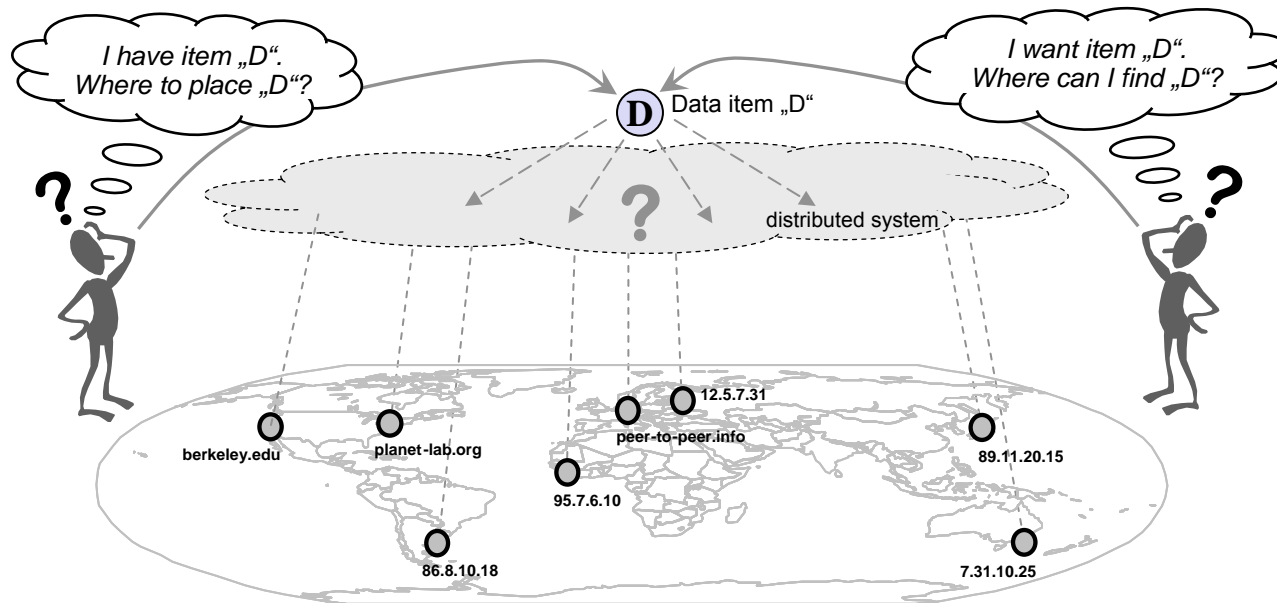 I have item „D“.
Where to place „D“?
I want item „D“.
Where can I find „D“?
?
?
D
Data item „D“
?
distributed system
12.5.7.31
berkeley.edu
planet-lab.org
peer-to-peer.info
89.11.20.15
95.7.6.10
86.8.10.18
7.31.10.25